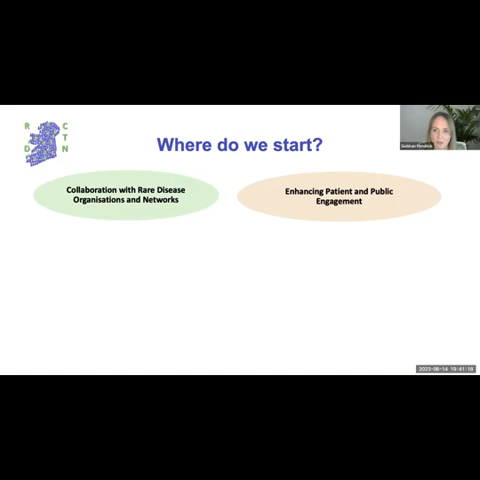 R
C
T
D
N
Where do we start?
Collaboration with Rare Disease
Organisations and Networks
Enhancing Patient and Public
Engagement
2023-06-14 19:41:16